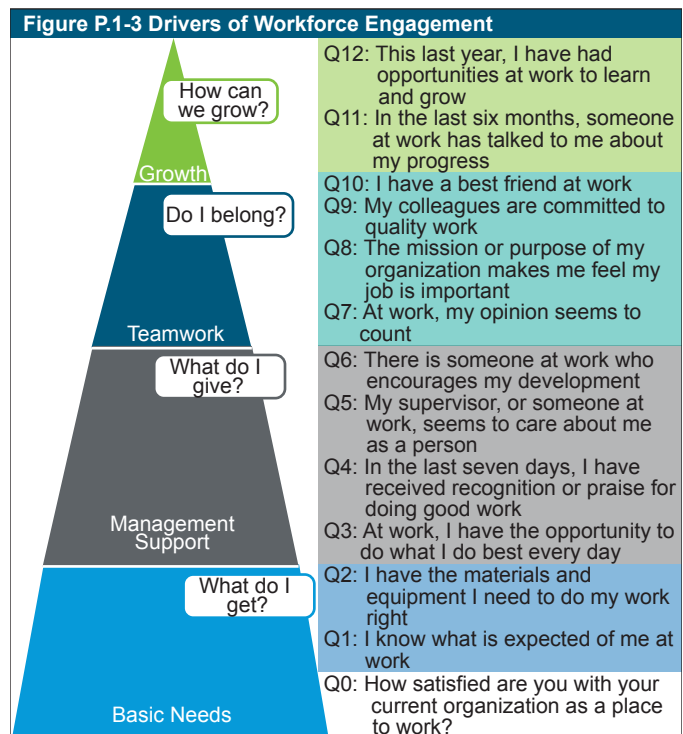 Figure P.1-3 Drivers of Workforce Engagement
How can
we grow?
Growth
Do I belong?
Teamwork
What do I
give?
Management
Support
What do I
get?
Basic Needs
Q12: This last year, I have had
opportunities at work to learn
and grow
Q11: In the last six months, someone
at work has talked to me about
my progress
Q10: I have a best friend at work
Q9: My colleagues are committed to
quality work
Q8: The mission or purpose of my
organization makes me feel my
job is important
Q7: At work, my opinion seems to
count
Q6: There is someone at work who
encourages my development
Q5: My supervisor, or someone at
work, seems to care about me
as a person
Q4: In the last seven days, I have
received recognition or praise for
doing good work
Q3: At work, I have the opportunity to
do what I do best every day
Q2: I have the materials and
equipment I need to do my work
right
Q1: I know what is expected of me at
work
Q0: How satisfied are you with your
current organization as a place
to work?